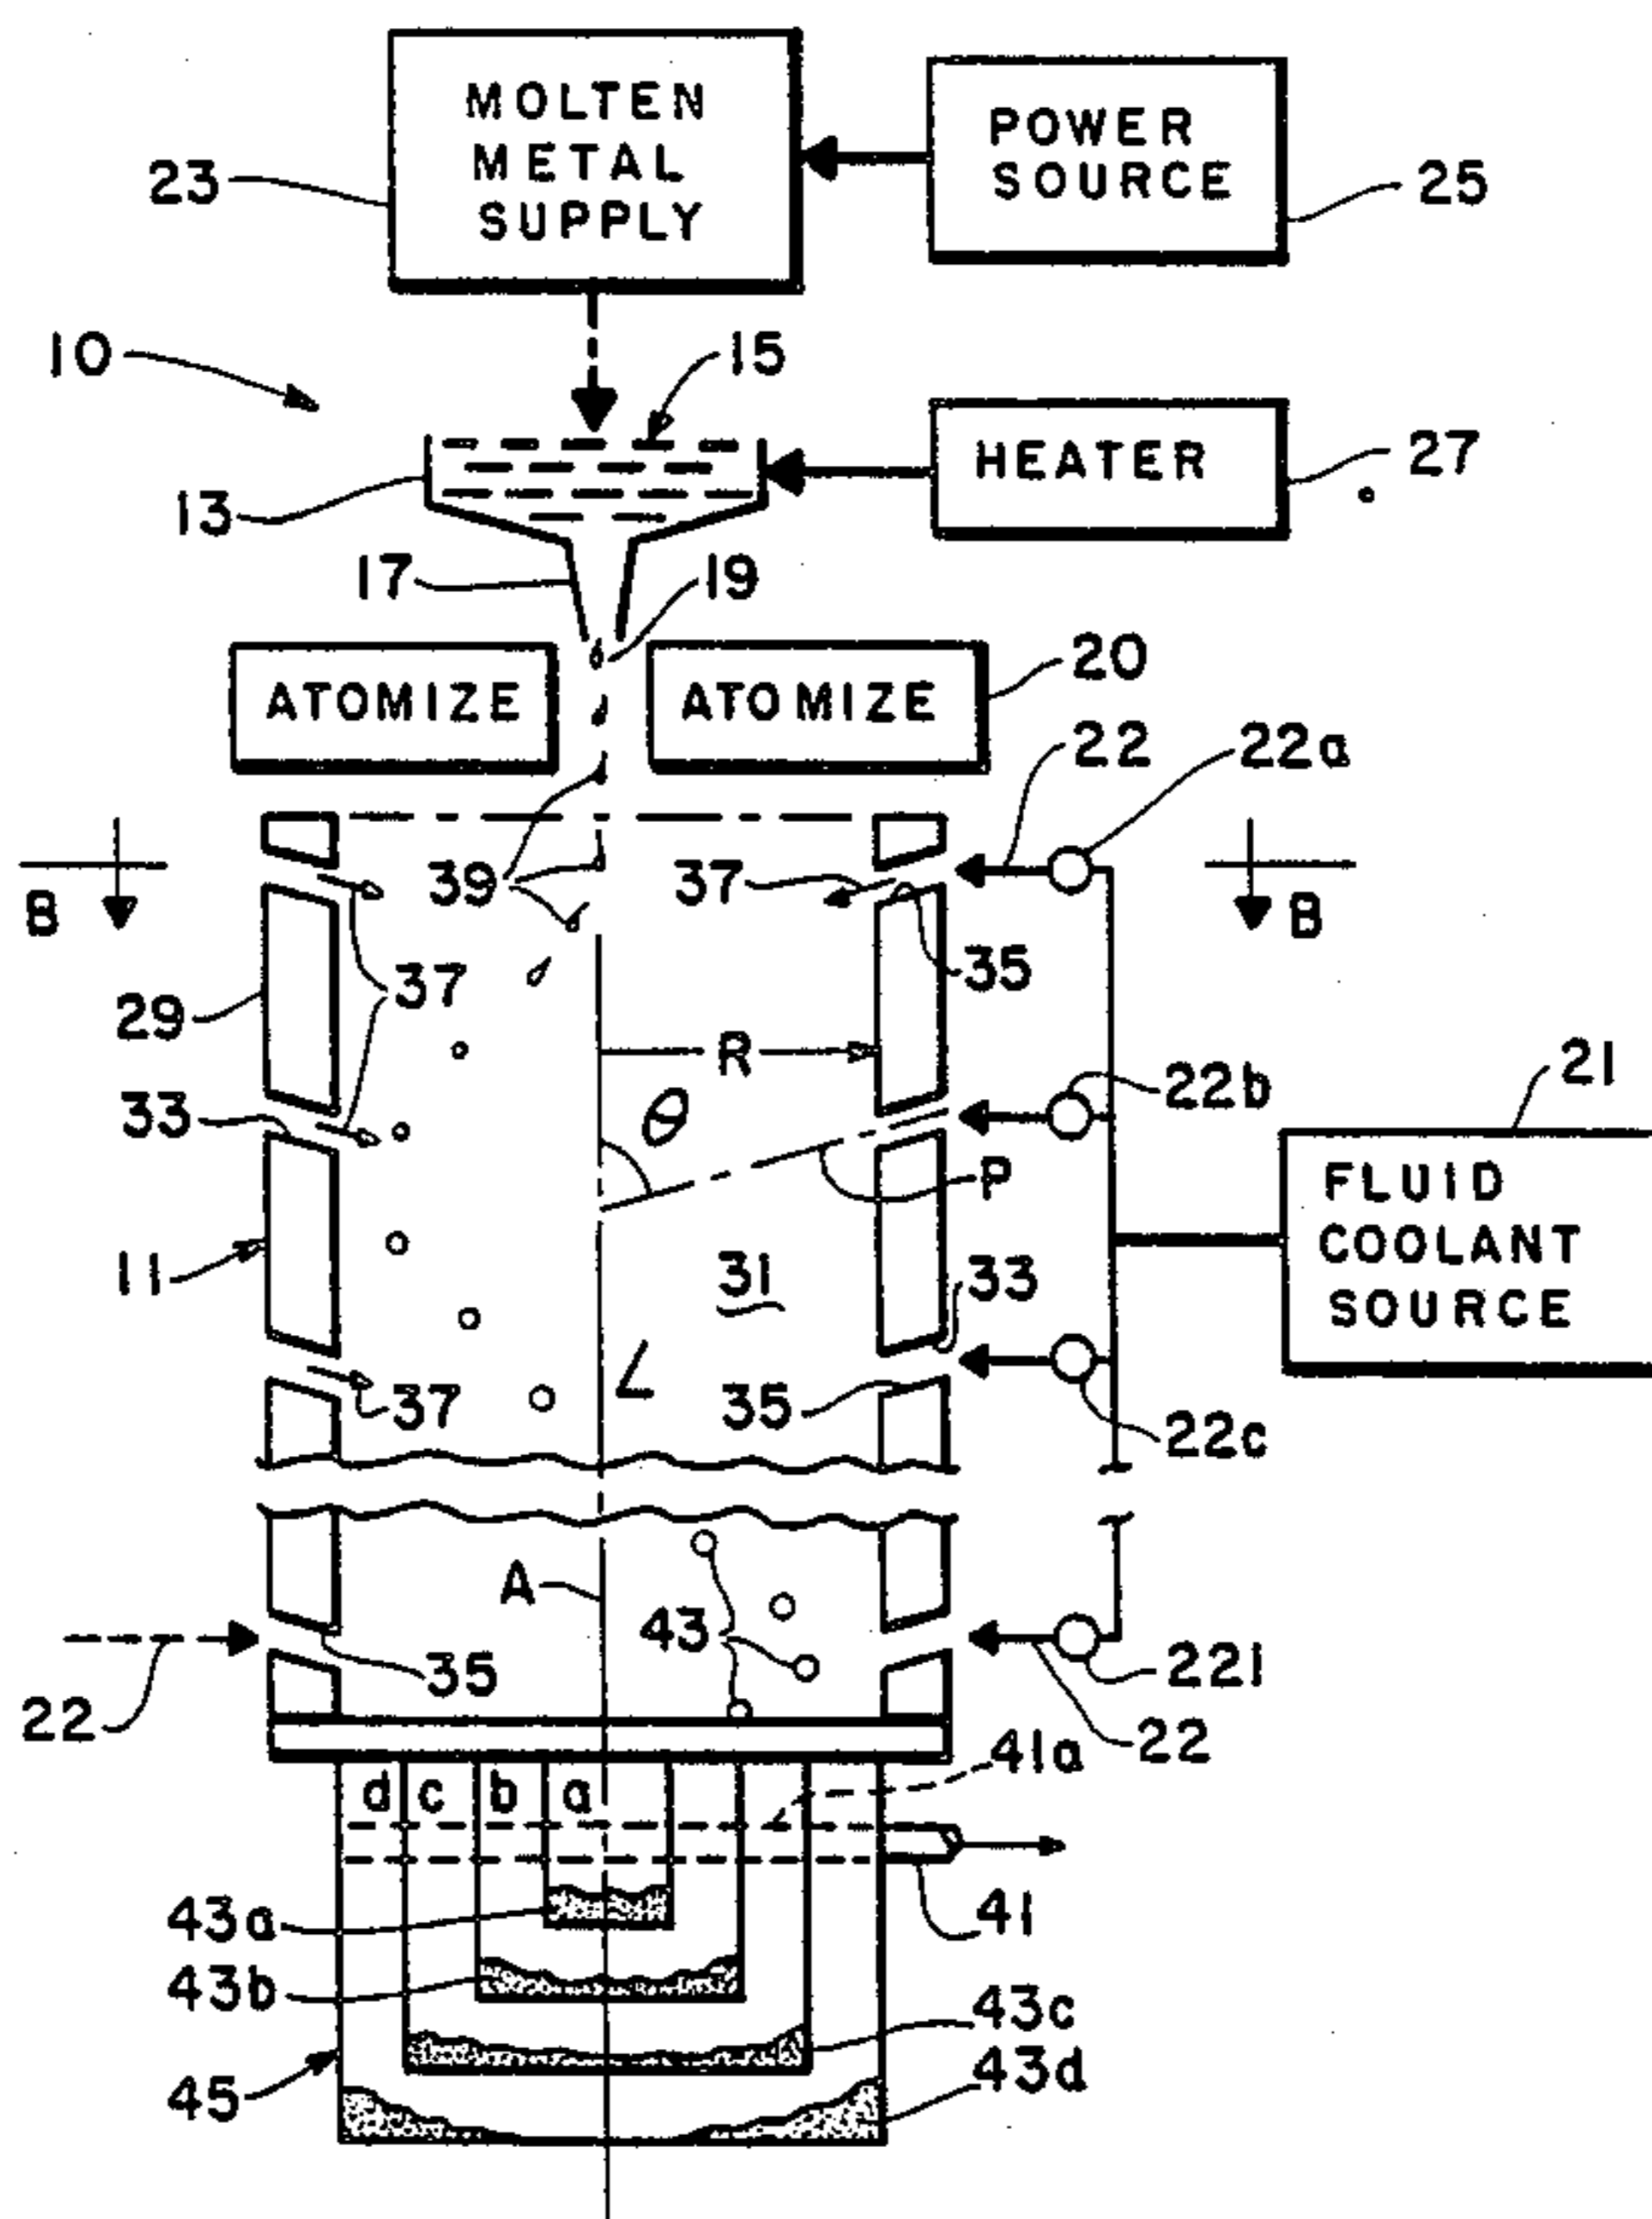 MOLTEN
METAL
SUPPLY
POWER
SOURCE
23
25
10
15
HEATER
27
13
17
19
ATOMIZE
ATOMIZE
20
22
22a
B
39
37
35
B
37
29
R
22b
21
33
θ
P
FLUID
COOLANT
SOURCE
11
31
33
L
37
35
22c
A
43
35
221
22
22
41a
d
c
b
a
43a
41
43b
43c
45
43d